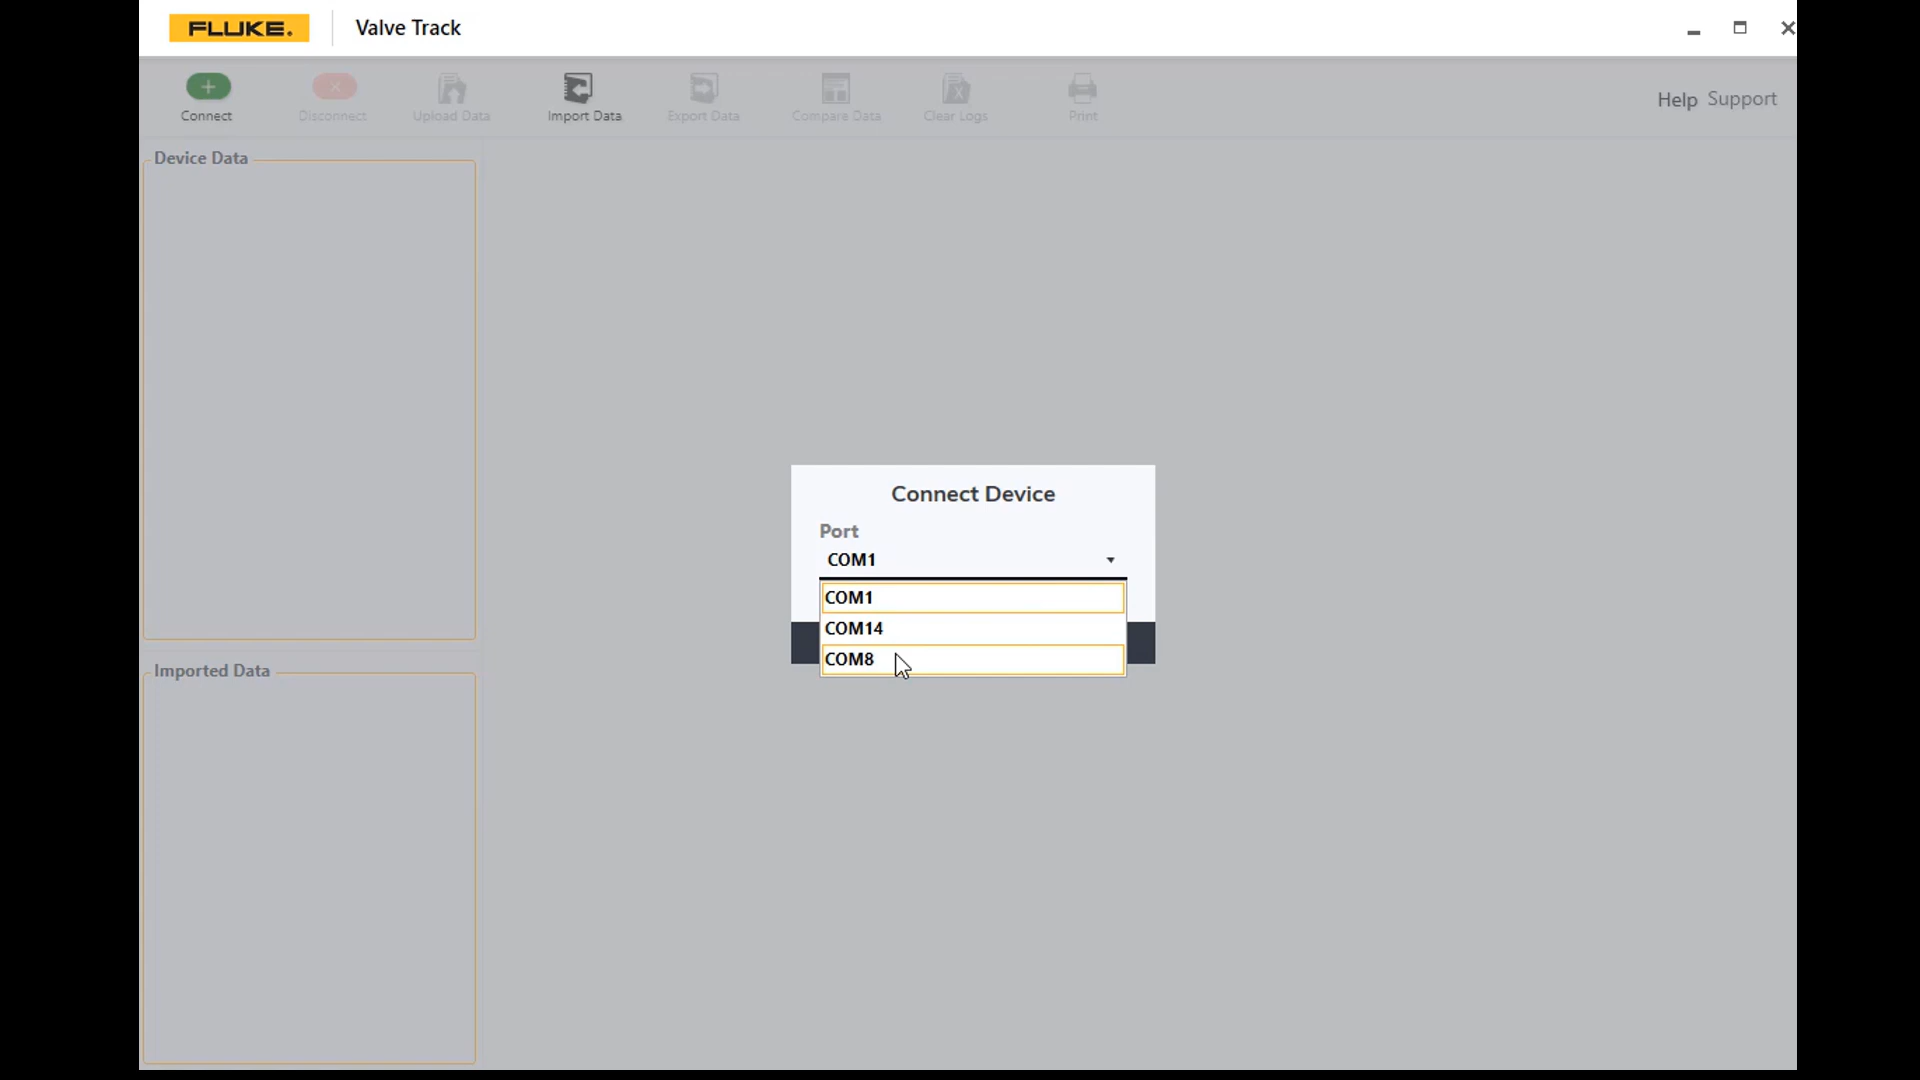 FLUKE. Valve Track
Connect Disconnect Upload Data Import Data Export Data Compare Data Clear Logs Print Help Support
Device Data
Connect Device
Port
COM1
COM1
COM14
COM8
Imported Data